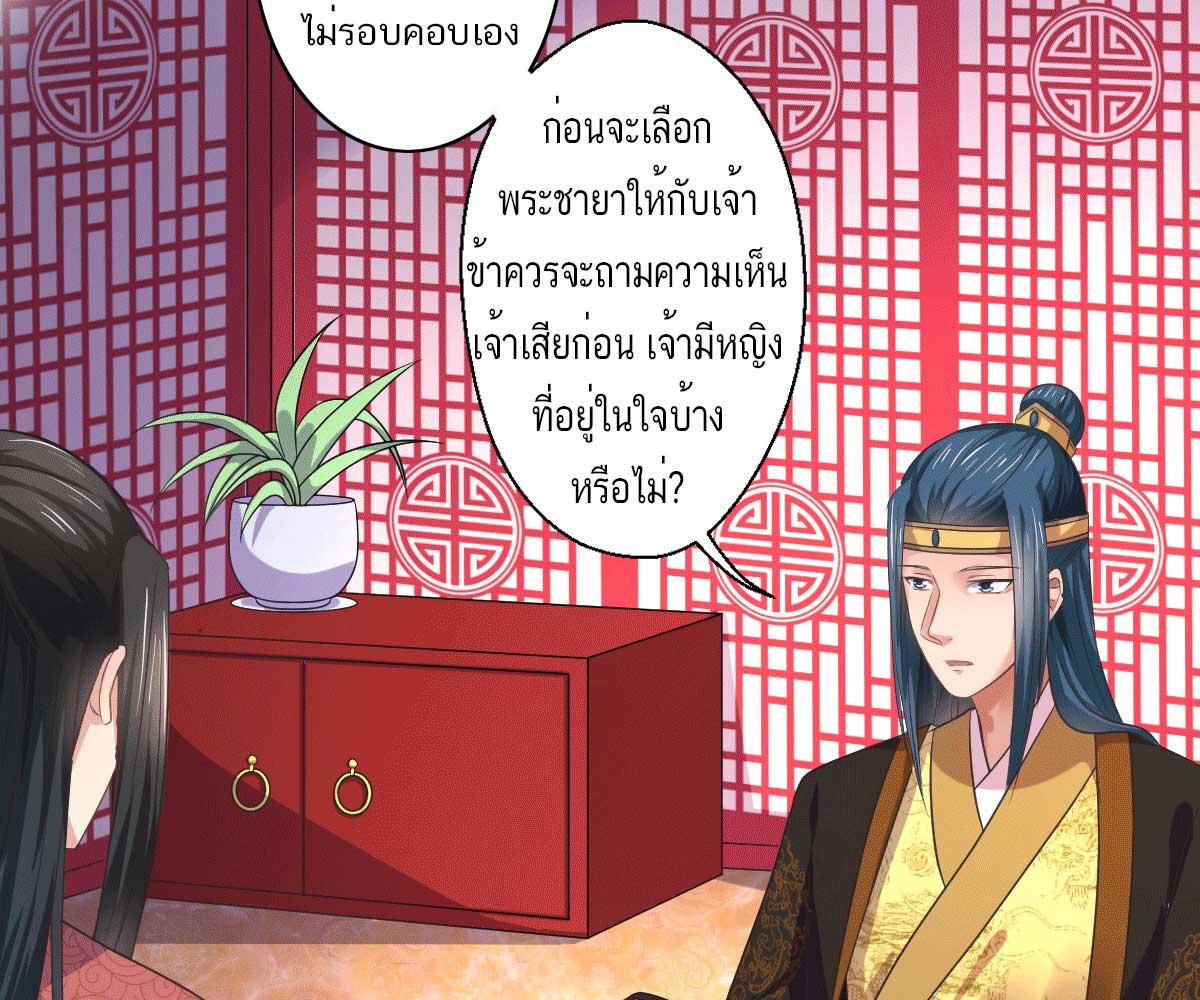 ไม่รอบคอบเอง
ก่อนจะเลือก
พระชายาให้กับเจ้า
ข้าควรจะถามความเห็น
เจ้าเสียก่อน เจ้ามีหญิง
ที่อยู่ในใจบ้าง
หรือไม่?